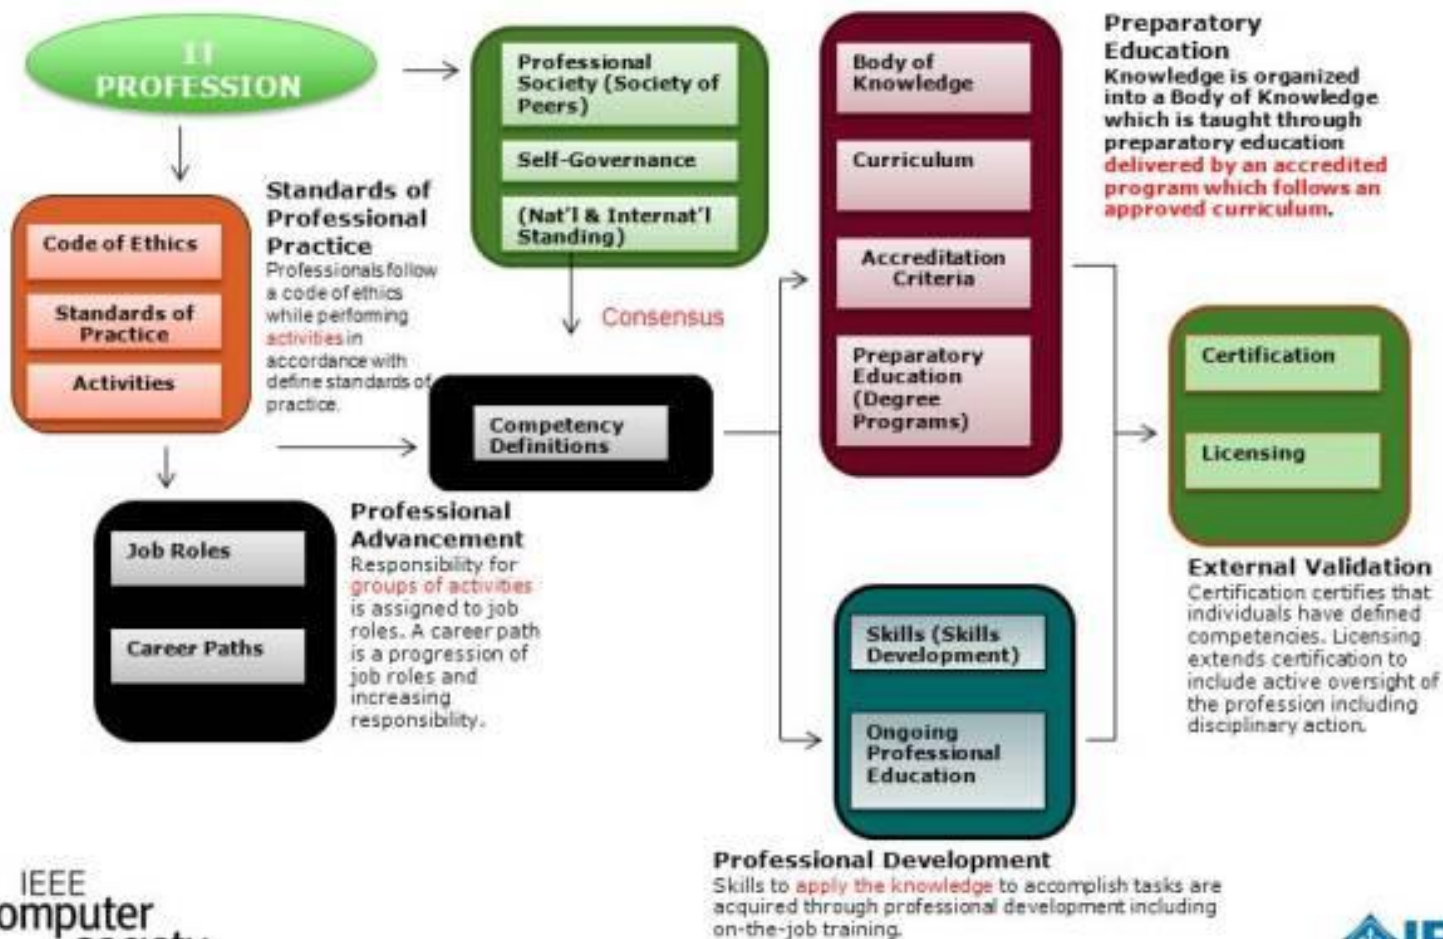 IT
PROFESSION
Professional
Society (Society of
Peers)
Self-Governance
(Nat'l & Internat'l
Standing)
Body of
Knowledge
Curriculum
Accreditation
Criteria
Preparatory
Education
(Degree
Programs)
Preparatory
Education
Knowledge is organized
into a Body of Knowledge
which is taught through
preparatory education
delivered by an accredited
program which follows an
approved curriculum.
Code of Ethics
Standards of
Practice
Activities
Standards of
Professional
Practice
Professionals follow
a code of ethics
while performing
activities in
accordance with
define standards of
practice.
Consensus
Competency
Definitions
Certification
Licensing
External Validation
Certification certifies that
individuals have defined
competencies. Licensing
extends certification to
include active oversight of
the profession including
disciplinary action.
Job Roles
Career Paths
Professional
Advancement
Responsibility for
groups of activities
is assigned to job
roles. A career path
is a progression of
job roles and
increasing
responsibility.
Skills (Skills
Development)
Ongoing
Professional
Education
Professional Development
Skills to apply the knowledge to accomplish tasks are
acquired through professional development including
on-the-job training.
IEEE
omputer
society